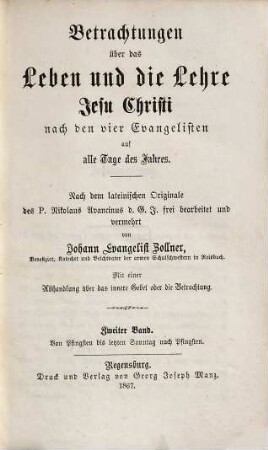 Betrachtungen
über das
Leben und die Lehre
Jesu Christi
nach den vier Evangelisten
auf
alle Tage des Jahres.
Nach dem lateinischen Originale
des P. Nikolaus Avancinus d. G. J. frei bearbeitet und
vermehrt
von
Johann Evangelist Zollner,
Benefiziat, Katechet und Beichtvater der armen Schulschwestern in Reisbach.
Mit einer
Abhandlung über das innere Gebet oder die Betrachtung.
Zweiter Band.
Von Pfingsten bis letzten Sonntag nach Pfingsten.
Regensburg.
Druck und Verlag von Georg Joseph Manz.
1867.